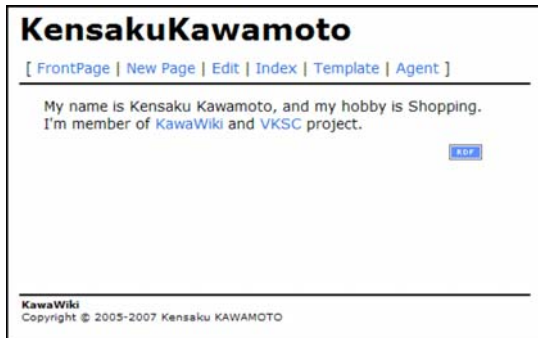 KensakuKawamoto
[ FrontPage | New Page | Edit | Index | Template | Agent ]
My name is Kensaku Kawamoto, and my hobby is Shopping.
I'm member of KawaWiki and VKSC project.
RDF
KawaWiki
Copyright © 2005-2007 Kensaku KAWAMOTO